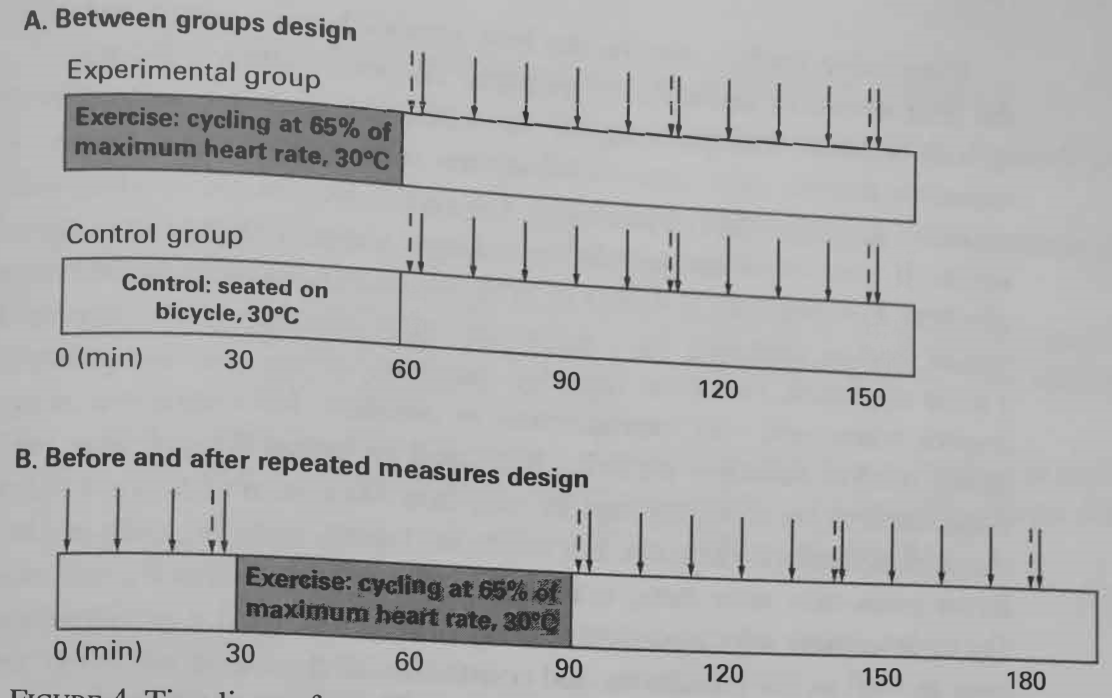 A. Between groups design
Experimental group
Exercise: cycling at 65% of
maximum heart rate, 30°C
Control group
Control: seated on
bicycle, 30°C
0 (min) 30 60 90 120 150
B. Before and after repeated measures design
Exercise: cycling at 65% of
maximum heart rate, 30°C
0 (min) 30 60 90 120 150 180
FIGURE 4